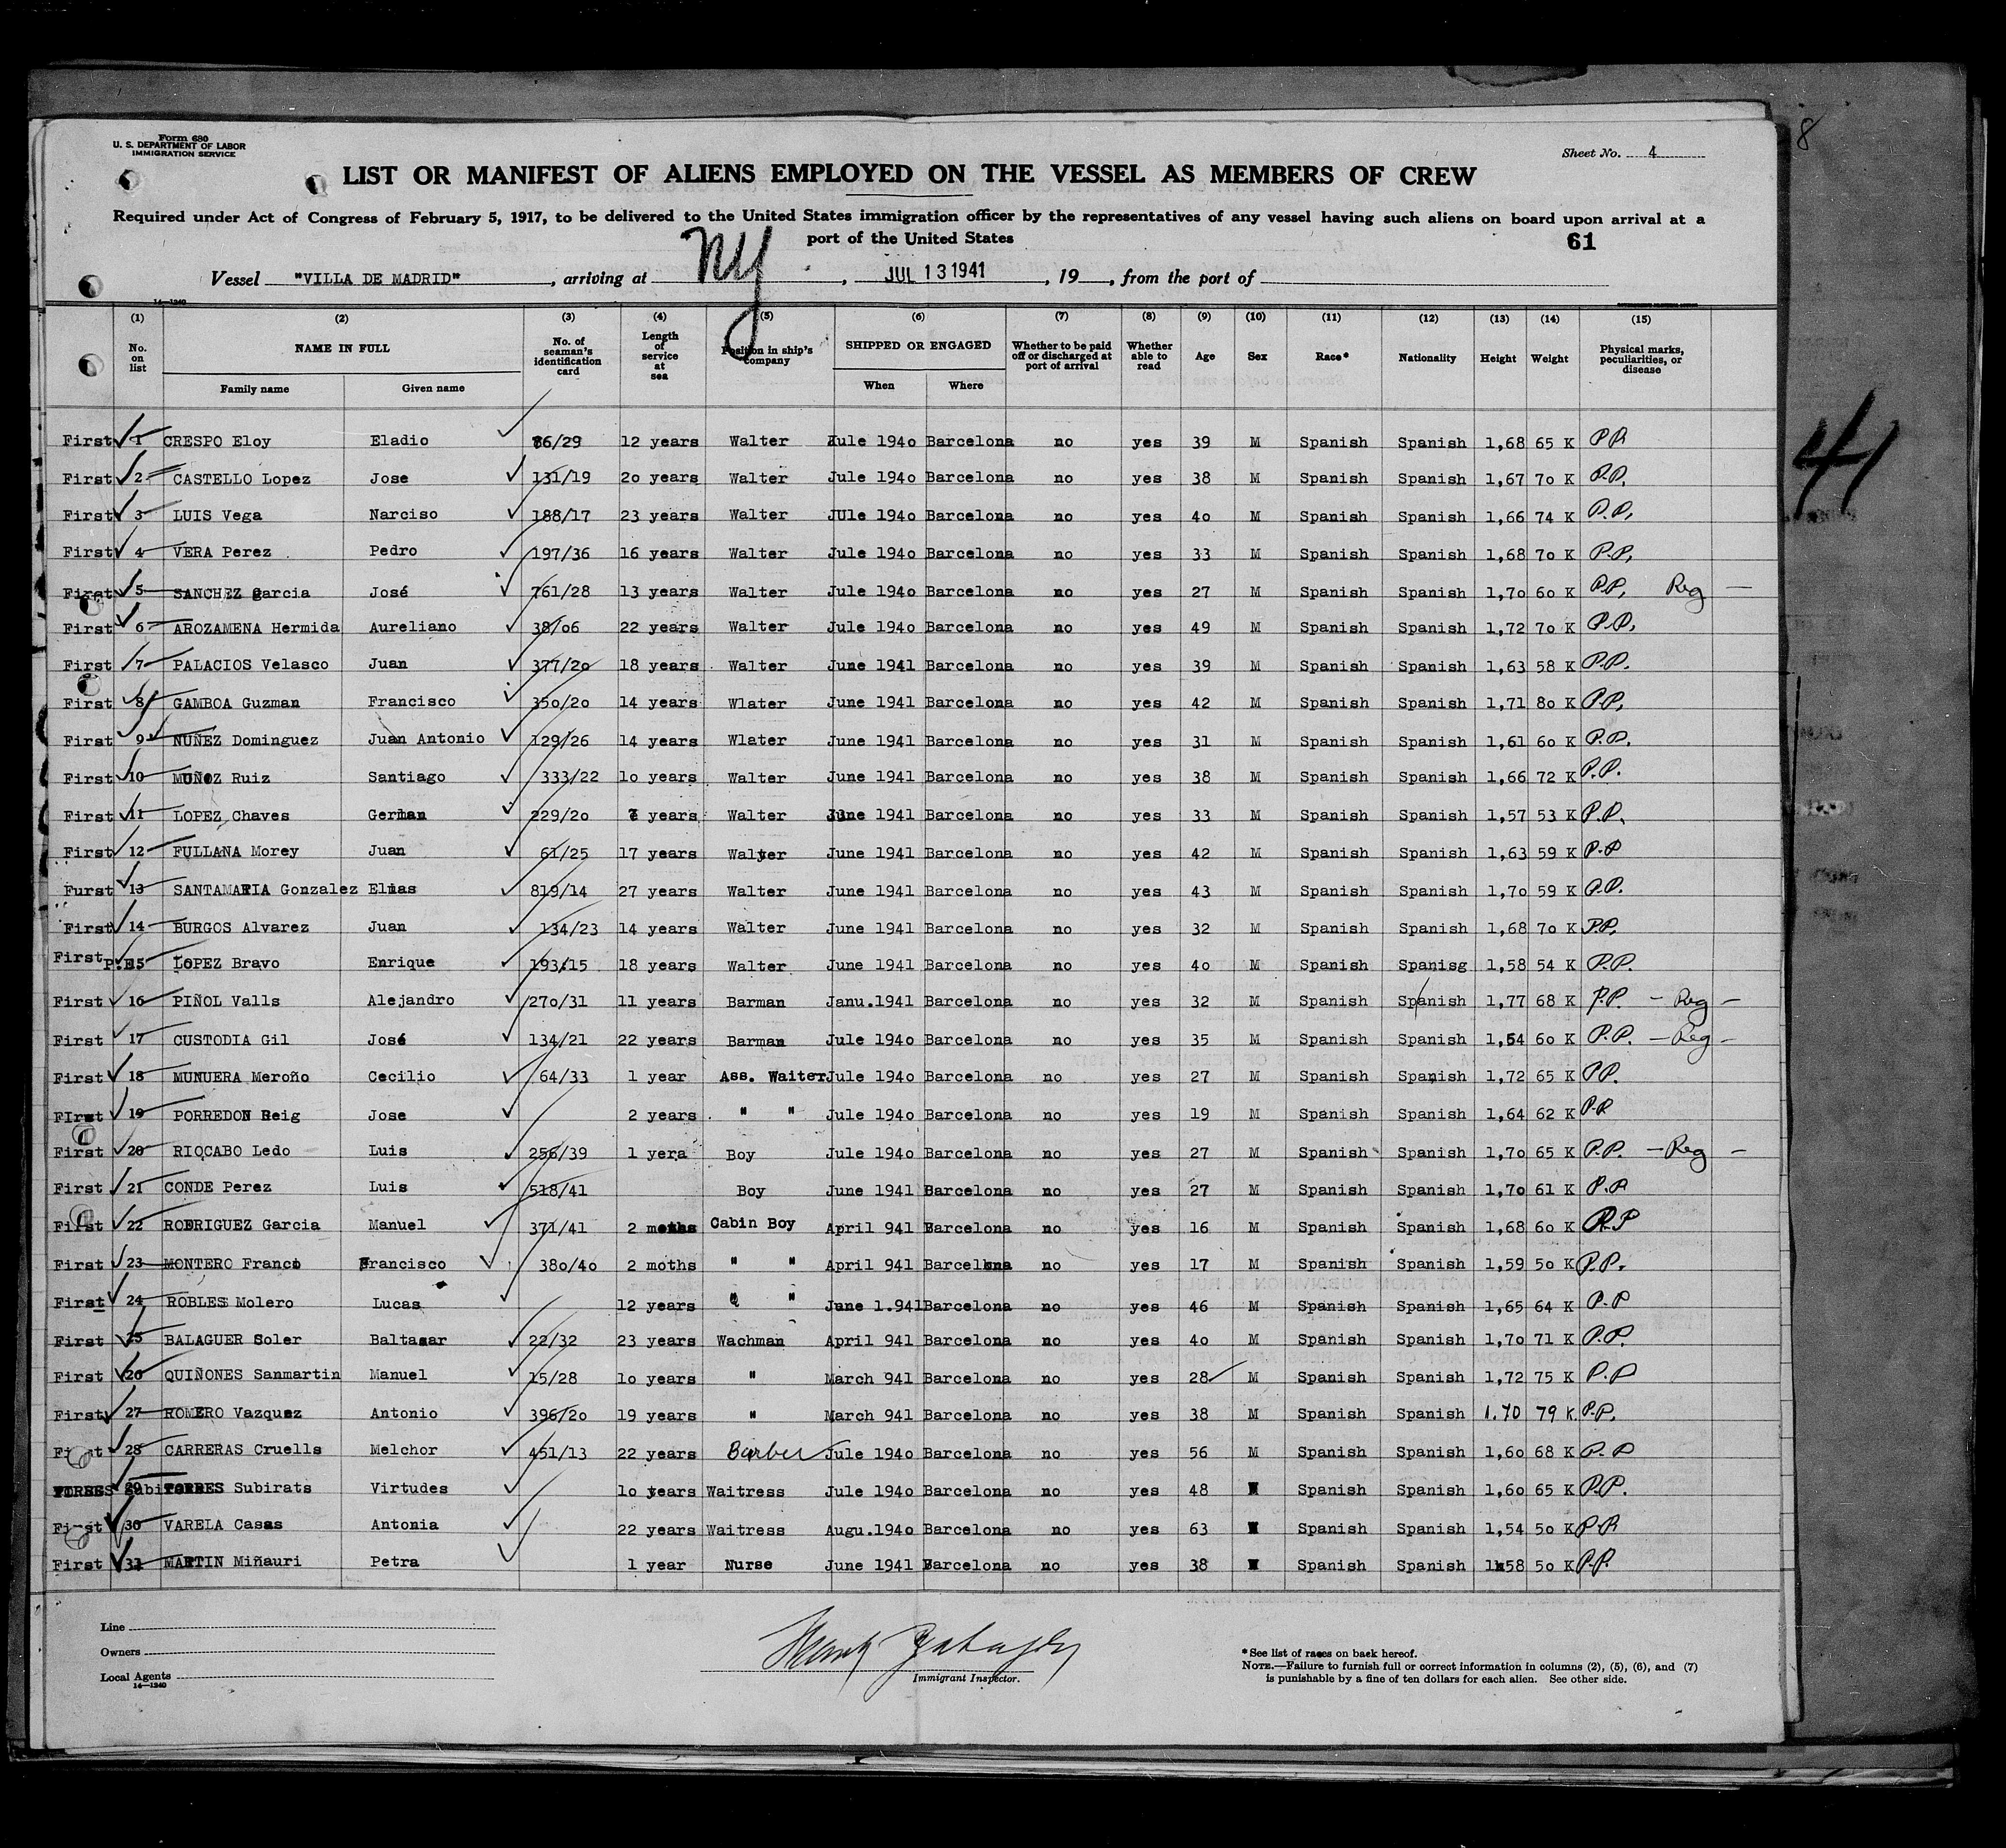 8
Form 680
U. S. DEPARTMENT OF LABOR
IMMIGRATION SERVICE
Sheet No. 4
LIST OR MANIFEST OF ALIENS EMPLOYED ON THE VESSEL AS MEMBERS OF CREW
Required under Act of Congress of February 5, 1917, to be delivered to the United States immigration officer by the representatives of any vessel having such aliens on board upon arrival at a
port of the United States
61
Vessel "VILLA DE MADRID" , arriving at NY , JUL 13 1941 , 19 , from the port of
14—1240
(1) (2) (3) (4) (5) (6) (7) (8) (9) (10) (11) (12) (13) (14) (15)
No. on list NAME IN FULL No. of seaman's identification card Length of service at sea Position in ship's company SHIPPED OR ENGAGED Whether to be paid off or discharged at port of arrival Whether able to read Age Sex Race* Nationality Height Weight Physical marks, peculiarities, or disease
Family name Given name When Where
First 1 CRESPO Eloy Eladio 86/29 12 years Walter Jule 1940 Barcelona no yes 39 M Spanish Spanish 1,68 65 K P.P.
First 2 CASTELLO Lopez Jose 131/19 20 years Walter Jule 1940 Barcelona no yes 38 M Spanish Spanish 1,67 70 K P.P.
First 3 LUIS Vega Narciso 188/17 23 years Walter JUle 1940 Barcelona no yes 40 M Spanish Spanish 1,66 74 K P.P.
First 4 VERA Perez Pedro 197/36 16 years Walter Jule 1940 Barcelona no yes 33 M Spanish Spanish 1,68 70 K P.P.
First 5 SANCHEZ Garcia José 761/28 13 years Walter Jule 1940 Barcelona no yes 27 M Spanish Spanish 1,70 60 K P.P. Reg —
First 6 AROZAMENA Hermida Aureliano 38/06 22 years Walter Jule 1940 Barcelona no yes 49 M Spanish Spanish 1,72 70 K P.P.
First 7 PALACIOS Velasco Juan 377/20 18 years Walter June 1941 Barcelona no yes 39 M Spanish Spanish 1,63 58 K P.P.
First 8 GAMBOA Guzman Francisco 350/20 14 years Wlater June 1941 Barcelona no yes 42 M Spanish Spanish 1,71 80 K P.P.
First 9 NUÑEZ Dominguez Juan Antonio 129/26 14 years Wlater June 1941 Barcelona no yes 31 M Spanish Spanish 1,61 60 K P.P.
First 10 MUÑOZ Ruiz Santiago 333/22 10 years Walter June 1941 Barcelona no yes 38 M Spanish Spanish 1,66 72 K P.P.
First 11 LOPEZ Chaves German 229/20 years Walter June 1941 Barcelona no yes 33 M Spanish Spanish 1,57 53 K P.P.
First 12 FULLANA Morey Juan 61/25 17 years Walyer June 1941 Barcelona no yes 42 M Spanish Spanish 1,63 59 K P.P
Furst 13 SANTAMARIA Gonzalez Elias 819/14 27 years Walter June 1941 Barcelona no yes 43 M Spanish Spanish 1,70 59 K P.P.
First 14 BURGOS Alvarez Juan 134/23 14 years Walter June 1941 Barcelona no yes 32 M Spanish Spanish 1,68 70 K P.P.
First 15 LOPEZ Bravo Enrique 193/15 18 years Walter June 1941 Barcelona no yes 40 M Spanish Spanisg 1,58 54 K P.P.
First 16 PIÑOL Valls Alejandro 270/31 11 years Barman Janu.1941 Barcelona no yes 32 M Spanish Spanish 1,77 68 K P.P. — Reg —
First 17 CUSTODIA Gil José 134/21 22 years Barman Jule 1940 Barcelona no yes 35 M Spanish Spanish 1,54 60 K P.P. — Reg —
First 18 MUNUERA Meroño Cecilio 64/33 1 year Ass. Waiter Jule 1940 Barcelona no yes 27 M Spanish Spanish 1,72 65 K P.P.
FIrst 19 PORREDON Reig Jose 2 years " " Jule 1940 Barcelona no yes 19 M Spanish Spanish 1,64 62 K P.P
First 20 RIOCABO Ledo Luis 256/39 1 yera Boy Jule 1940 Barcelona no yes 27 M Spanish Spanish 1,70 65 K P.P. — Reg —
First 21 CONDE Perez Luis 518/41 Boy June 1941 Barcelona no yes 27 M Spanish Spanish 1,70 61 K P.P
First 22 RODRIGUEZ Garcia Manuel 371/41 2 moths Cabin Boy April 941 Barcelona no yes 16 M Spanish Spanish 1,68 60 K P.P
First 23 MONTERO Franco Francisco 380/40 2 moths " " April 941 Barcelona no yes 17 M Spanish Spanish 1,59 50 K P.P.
First 24 ROBLES Molero Lucas 12 years " " June 1.941 Barcelona no yes 46 M Spanish Spanish 1,65 64 K P.P
First 25 BALAGUER Soler Baltasar 22/32 23 years Wachman April 941 Barcelona no yes 40 M Spanish Spanish 1,70 71 K P.P.
First 26 QUIÑONES Sanmartin Manuel 15/28 10 years " March 941 Barcelona no yes 28 M Spanish Spanish 1,72 75 K P.P
First 27 ROMERO Vazquez Antonio 396/20 19 years " March 941 Barcelona no yes 38 M Spanish Spanish 1.70 79 K P.P.
First 28 CARRERAS Cruells Melchor 451/13 22 years Barber Jule 1940 Barcelona no yes 56 M Spanish Spanish 1,60 68 K P.P
29 TORRES Subirats Virtudes 10 years Waitress Jule 1940 Barcelona no yes 48 Spanish Spanish 1,60 65 K P.P.
First 30 VARELA Casas Antonia 22 years Waitress Augu.1940 Barcelona no yes 63 Spanish Spanish 1,54 50 K P.P
First 31 MARTIN Miñauri Petra 1 year Nurse June 1941 Barcelona no yes 38 Spanish Spanish 1,58 50 K P.P.
41
Line
Owners
Local Agents
14—1240
Immigrant Inspector.
*See list of races on back hereof.
NOTE.—Failure to furnish full or correct information in columns (2), (5), (6), and (7)
is punishable by a fine of ten dollars for each alien. See other side.